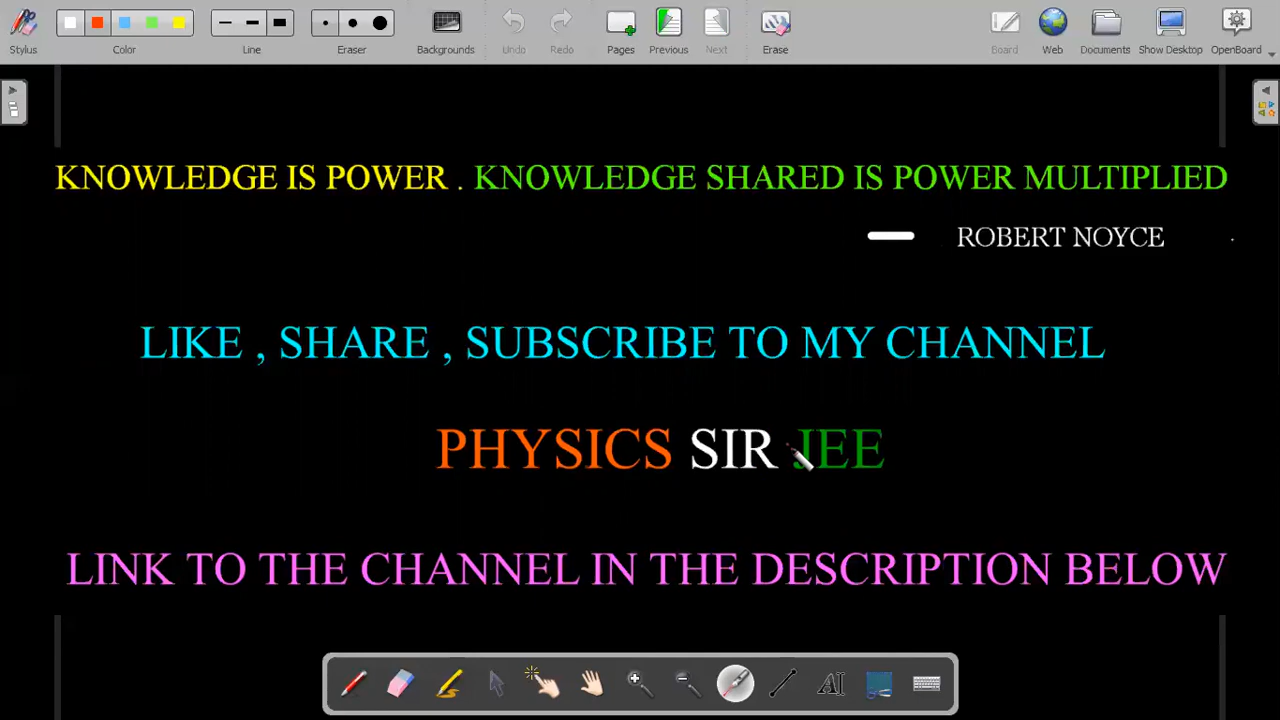 Stylus Color Line Eraser Backgrounds Undo Redo Pages Previous Next Erase Board Web Documents Show Desktop OpenBoard
KNOWLEDGE IS POWER . KNOWLEDGE SHARED IS POWER MULTIPLIED
— ROBERT NOYCE .
LIKE , SHARE , SUBSCRIBE TO MY CHANNEL
PHYSICS SIR JEE
LINK TO THE CHANNEL IN THE DESCRIPTION BELOW
AI